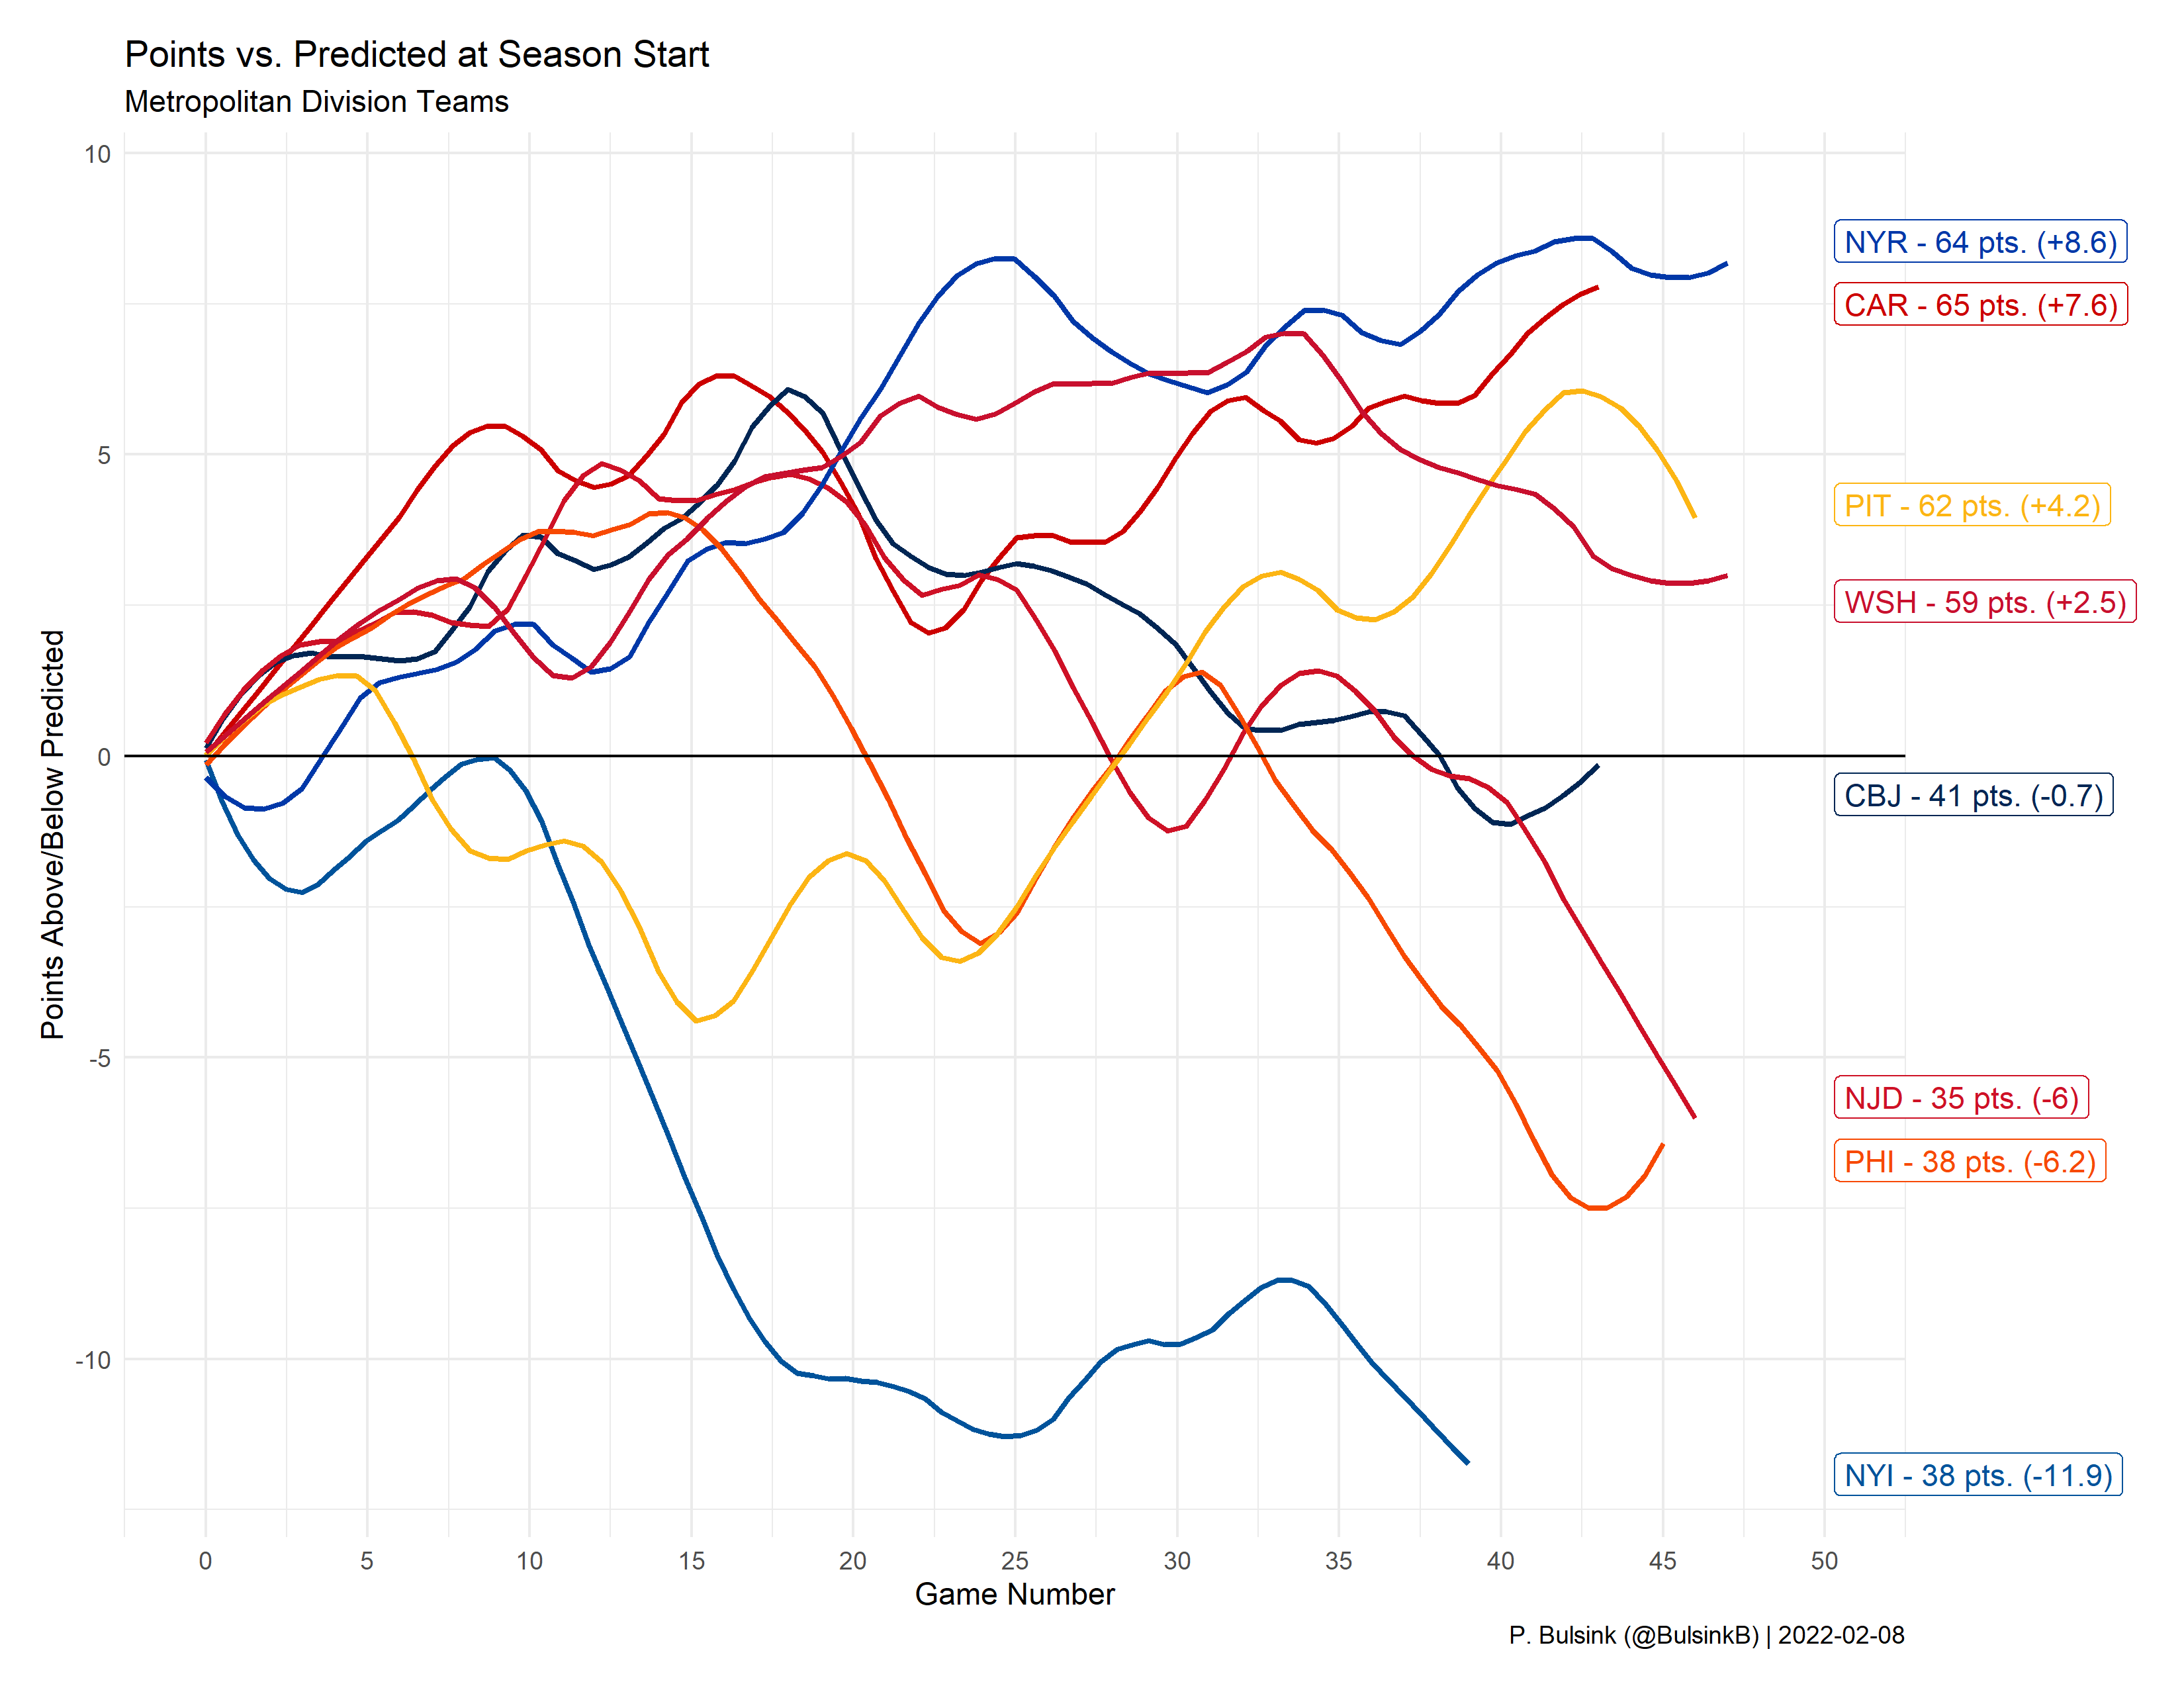 Points vs. Predicted at Season Start
Metropolitan Division Teams
Points Above/Below Predicted
10
5
0
-5
-10
NYR - 64 pts. (+8.6)
CAR - 65 pts. (+7.6)
PIT - 62 pts. (+4.2)
WSH - 59 pts. (+2.5)
CBJ - 41 pts. (-0.7)
NJD - 35 pts. (-6)
PHI - 38 pts. (-6.2)
NYI - 38 pts. (-11.9)
0 5 10 15 20 25 30 35 40 45 50
Game Number
P. Bulsink (@BulsinkB) | 2022-02-08